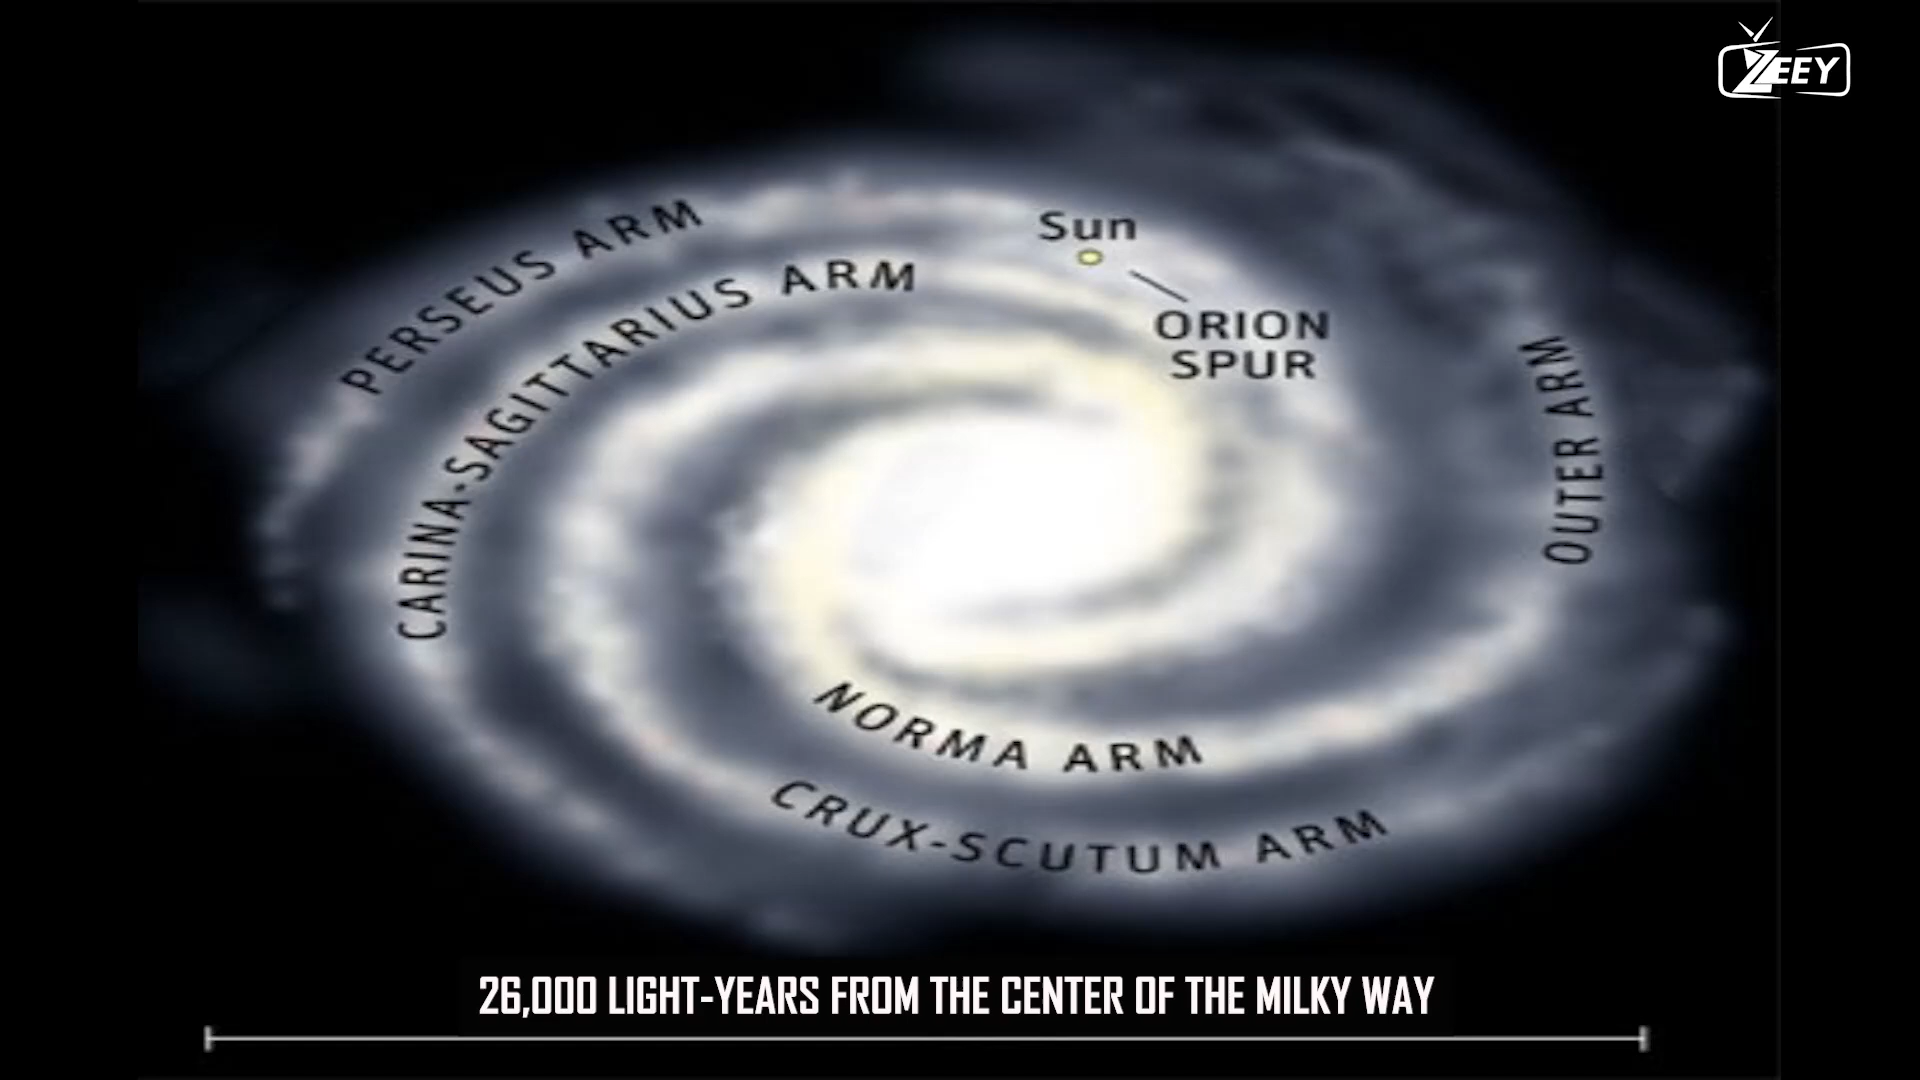 ZEEY
PERSEUS ARM
Sun
CARINA-SAGITTARIUS ARM
ORION
SPUR
OUTER ARM
NORMA ARM
CRUX-SCUTUM ARM
26,000 LIGHT-YEARS FROM THE CENTER OF THE MILKY WAY